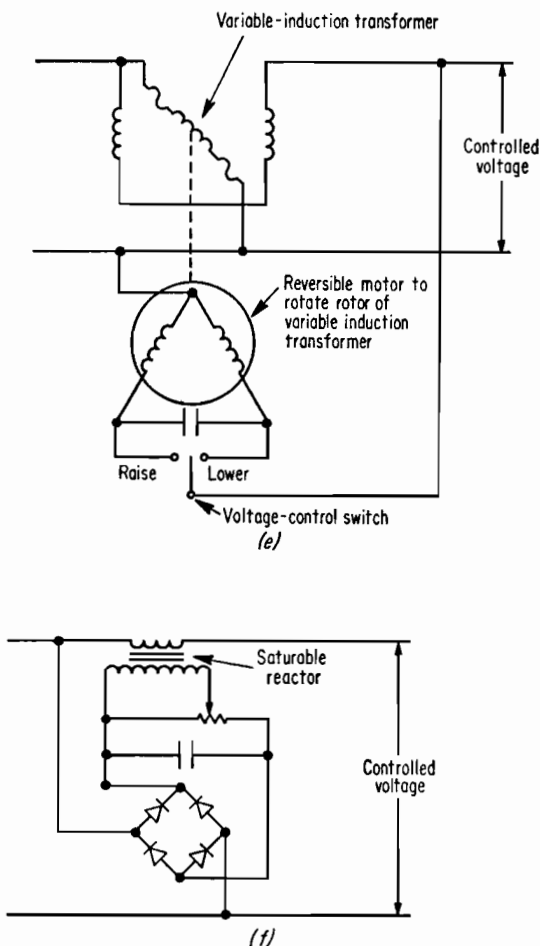 Variable-induction transformer
Controlled
voltage
Reversible motor to
rotate rotor of
variable induction
transformer
Raise
Lower
Voltage-control switch
(e)
Saturable
reactor
Controlled
voltage
(f)